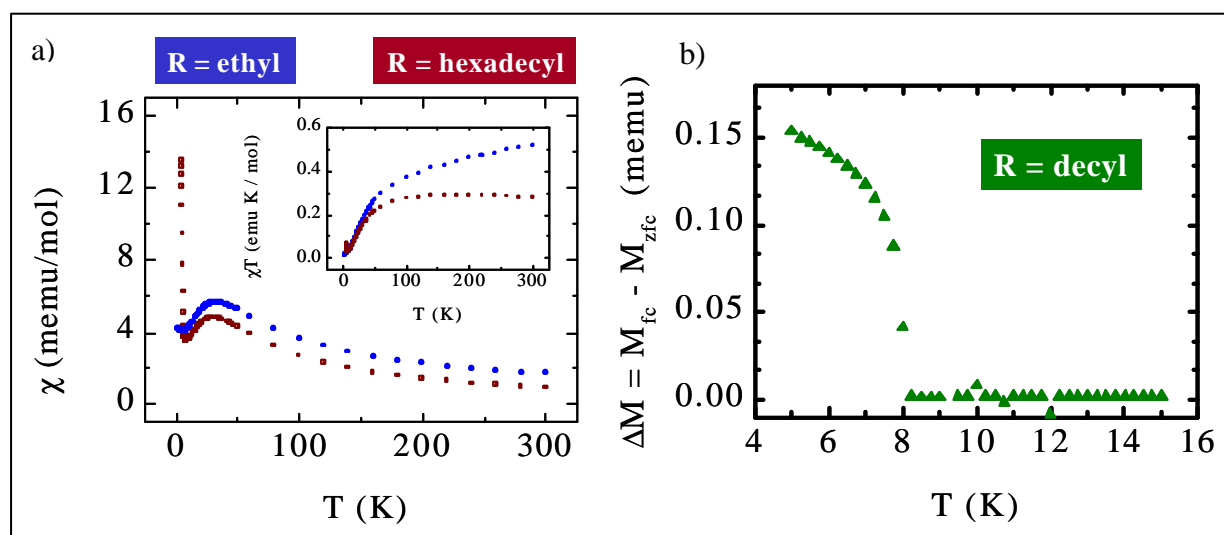 a)
R = ethyl
R = hexadecyl
b)
χ (memu/mol)
16
12
8
4
0
0
100
200
300
T (K)
χT (emu K / mol)
0.6
0.4
0.2
0.0
0
100
200
300
T (K)
R = decyl
ΔM = M_fc - M_zfc (memu)
0.15
0.10
0.05
0.00
4
6
8
10
12
14
16
T (K)